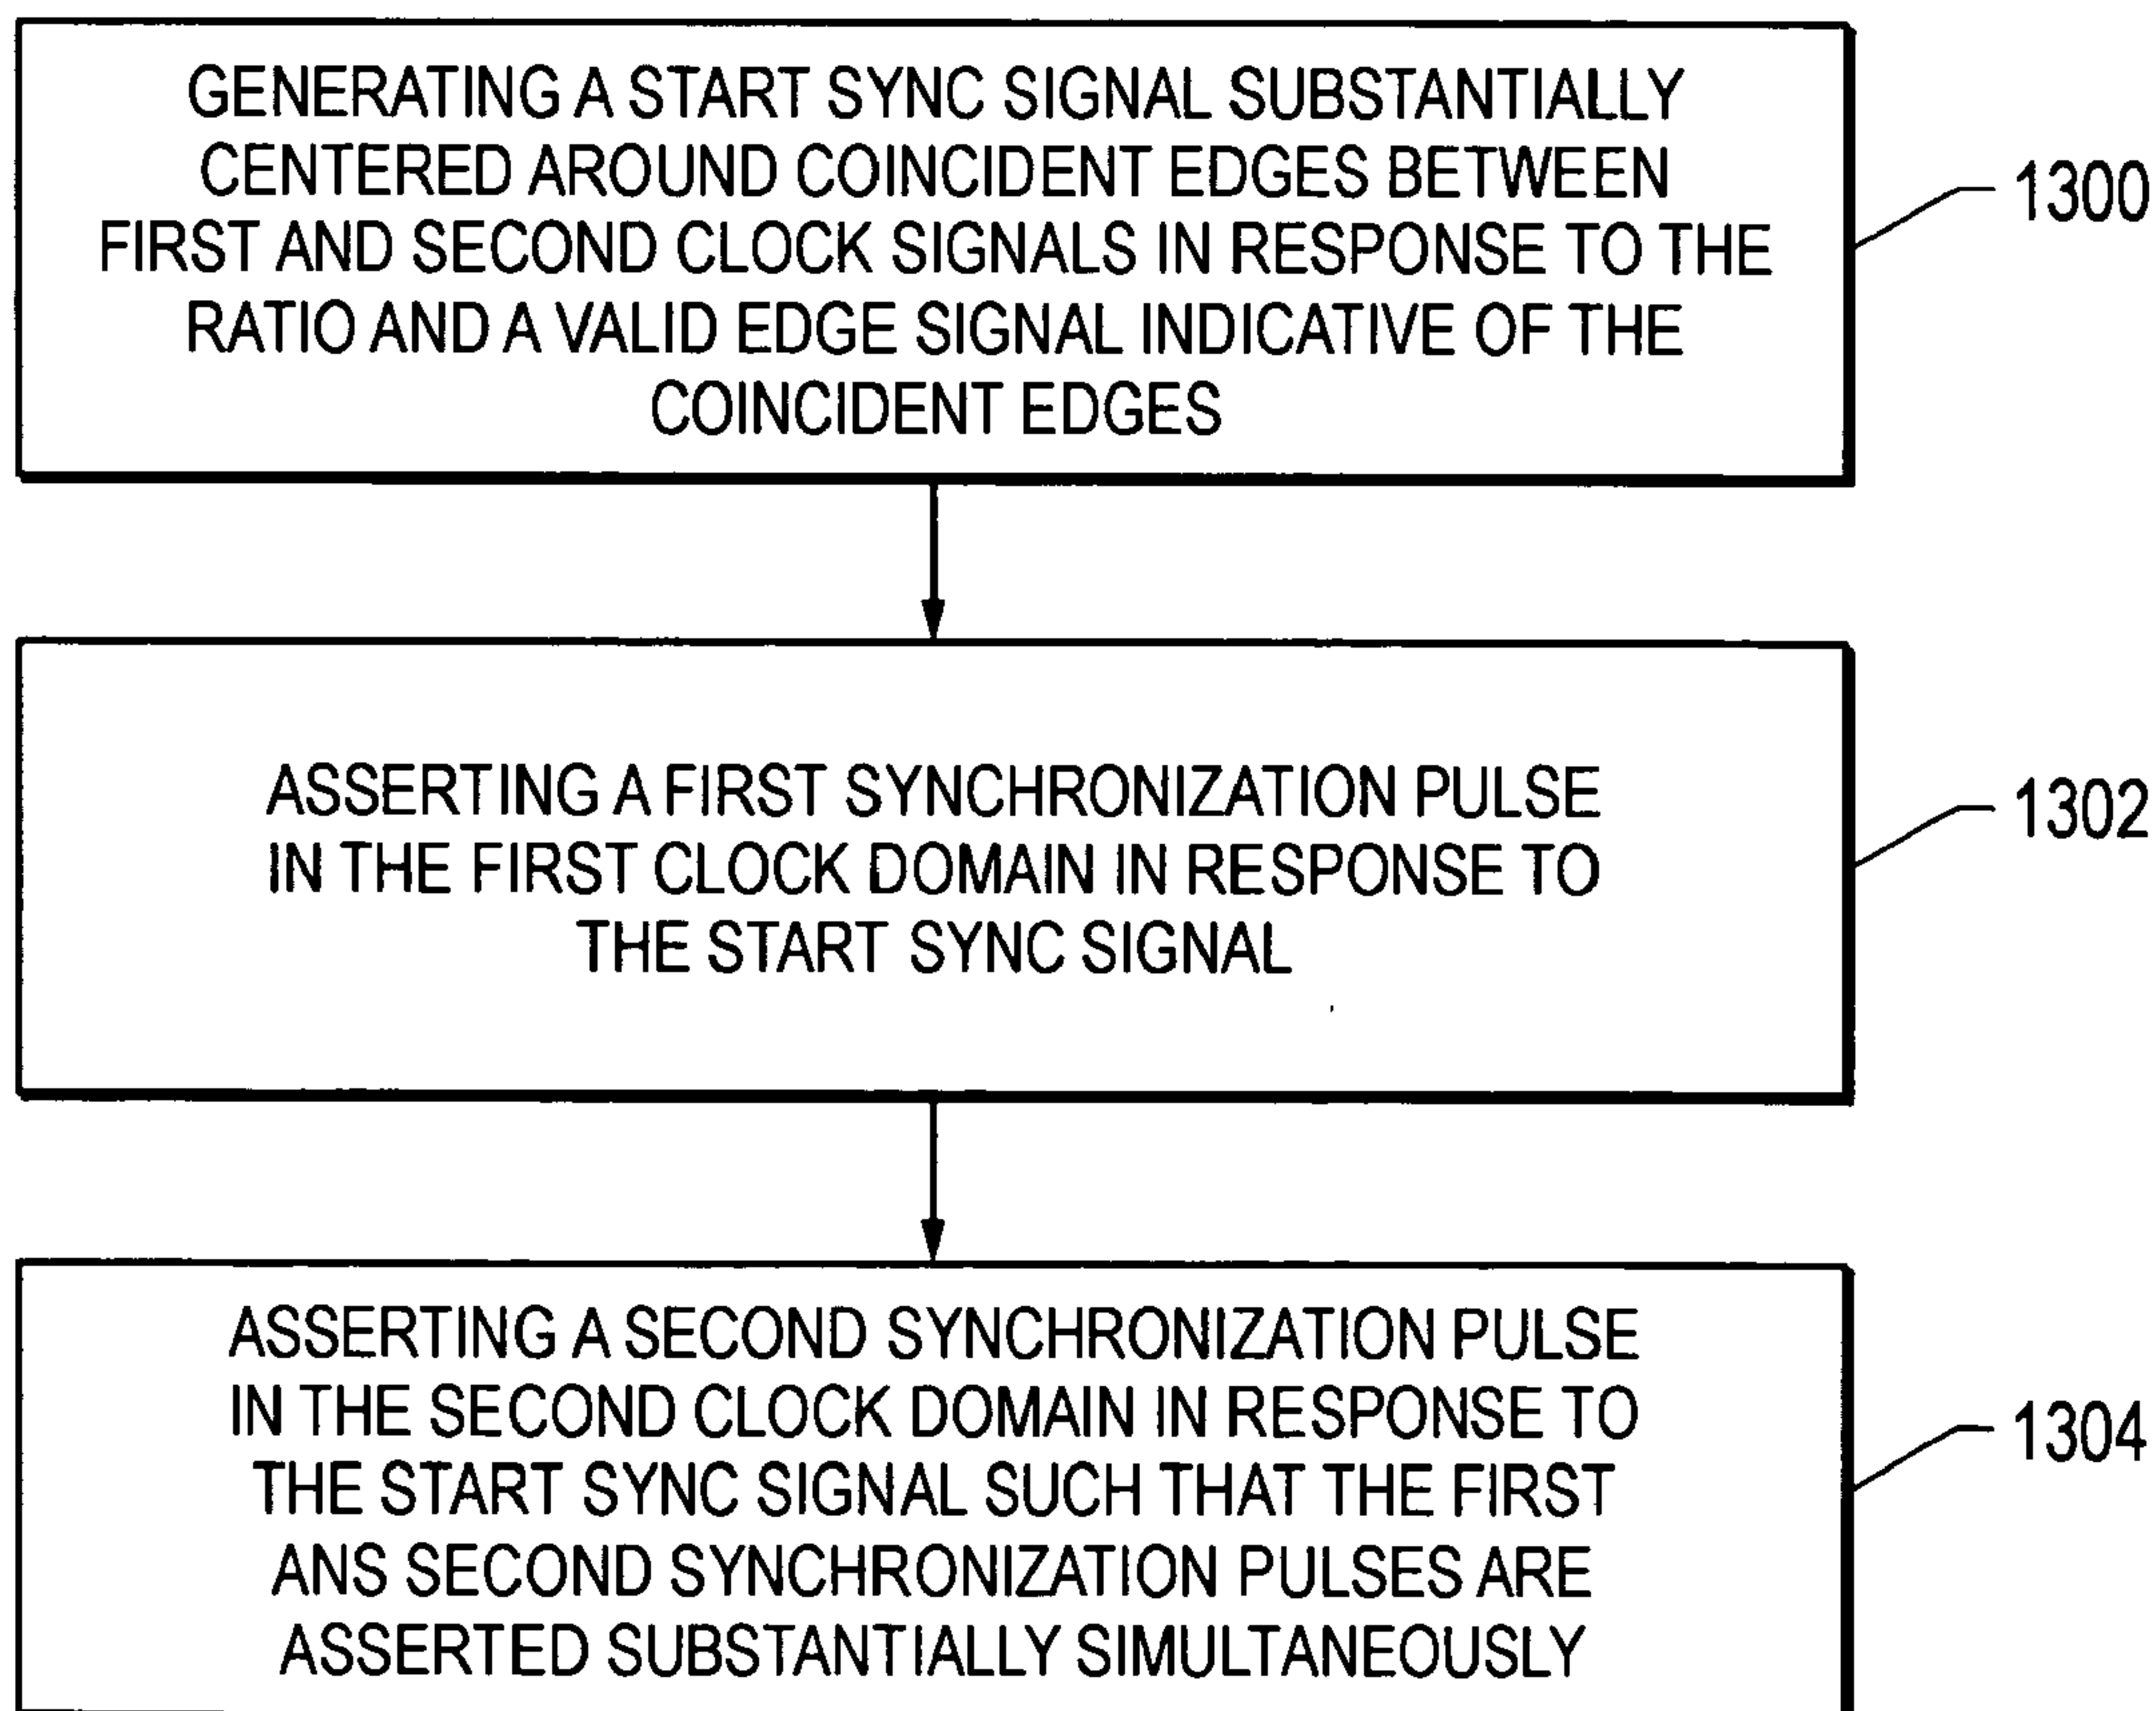 GENERATING A START SYNC SIGNAL SUBSTANTIALLY
CENTERED AROUND COINCIDENT EDGES BETWEEN
FIRST AND SECOND CLOCK SIGNALS IN RESPONSE TO THE
RATIO AND A VALID EDGE SIGNAL INDICATIVE OF THE
COINCIDENT EDGES
1300
ASSERTING A FIRST SYNCHRONIZATION PULSE
IN THE FIRST CLOCK DOMAIN IN RESPONSE TO
THE START SYNC SIGNAL
1302
ASSERTING A SECOND SYNCHRONIZATION PULSE
IN THE SECOND CLOCK DOMAIN IN RESPONSE TO
THE START SYNC SIGNAL SUCH THAT THE FIRST
ANS SECOND SYNCHRONIZATION PULSES ARE
ASSERTED SUBSTANTIALLY SIMULTANEOUSLY
1304